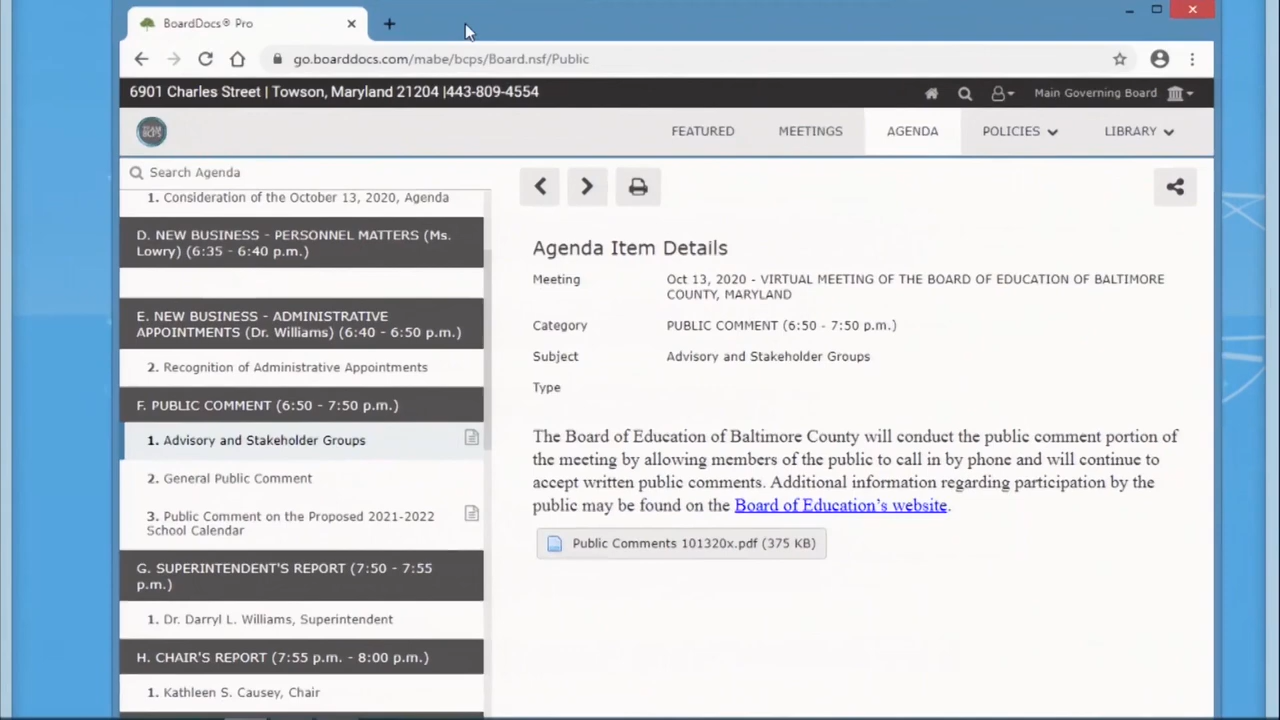 BoardDocs® Pro
go.boarddocs.com/mabe/bcps/Board.nsf/Public
6901 Charles Street | Towson, Maryland 21204 |443-809-4554
Main Governing Board
TEAM
BCPS
FEATURED
MEETINGS
AGENDA
POLICIES
LIBRARY
Search Agenda
1. Consideration of the October 13, 2020, Agenda
D. NEW BUSINESS - PERSONNEL MATTERS (Ms.
Lowry) (6:35 - 6:40 p.m.)
E. NEW BUSINESS - ADMINISTRATIVE
APPOINTMENTS (Dr. Williams) (6:40 - 6:50 p.m.)
2. Recognition of Administrative Appointments
F. PUBLIC COMMENT (6:50 - 7:50 p.m.)
1. Advisory and Stakeholder Groups
2. General Public Comment
3. Public Comment on the Proposed 2021-2022
School Calendar
G. SUPERINTENDENT'S REPORT (7:50 - 7:55
p.m.)
1. Dr. Darryl L. Williams, Superintendent
H. CHAIR'S REPORT (7:55 p.m. - 8:00 p.m.)
1. Kathleen S. Causey, Chair
Agenda Item Details
Meeting
Oct 13, 2020 - VIRTUAL MEETING OF THE BOARD OF EDUCATION OF BALTIMORE
COUNTY, MARYLAND
Category
PUBLIC COMMENT (6:50 - 7:50 p.m.)
Subject
Advisory and Stakeholder Groups
Type
The Board of Education of Baltimore County will conduct the public comment portion of
the meeting by allowing members of the public to call in by phone and will continue to
accept written public comments. Additional information regarding participation by the
public may be found on the Board of Education’s website.
Public Comments 101320x.pdf (375 KB)